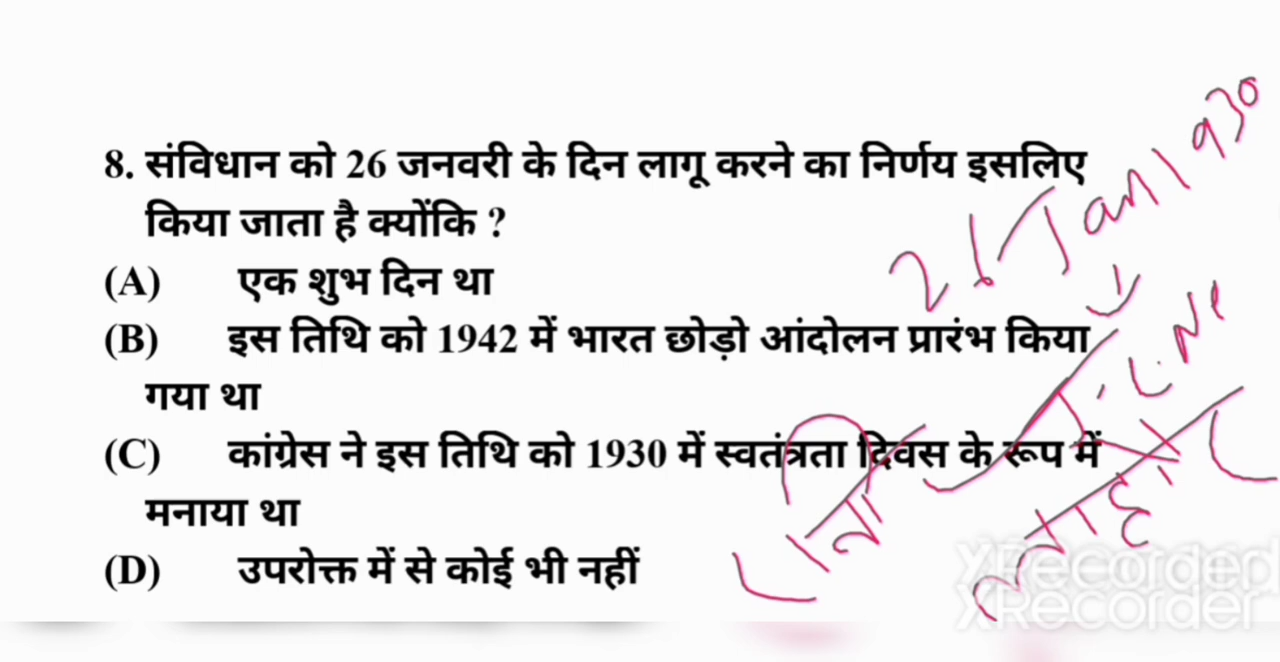 8. संविधान को 26 जनवरी के दिन लागू करने का निर्णय इसलिए
किया जाता है क्योंकि ?
(A) एक शुभ दिन था
(B) इस तिथि को 1942 में भारत छोड़ो आंदोलन प्रारंभ किया
गया था
(C) कांग्रेस ने इस तिथि को 1930 में स्वतंत्रता दिवस के रूप में
मनाया था
(D) उपरोक्त में से कोई भी नहीं
26 Jan 1930
XRecorder
XRecorder